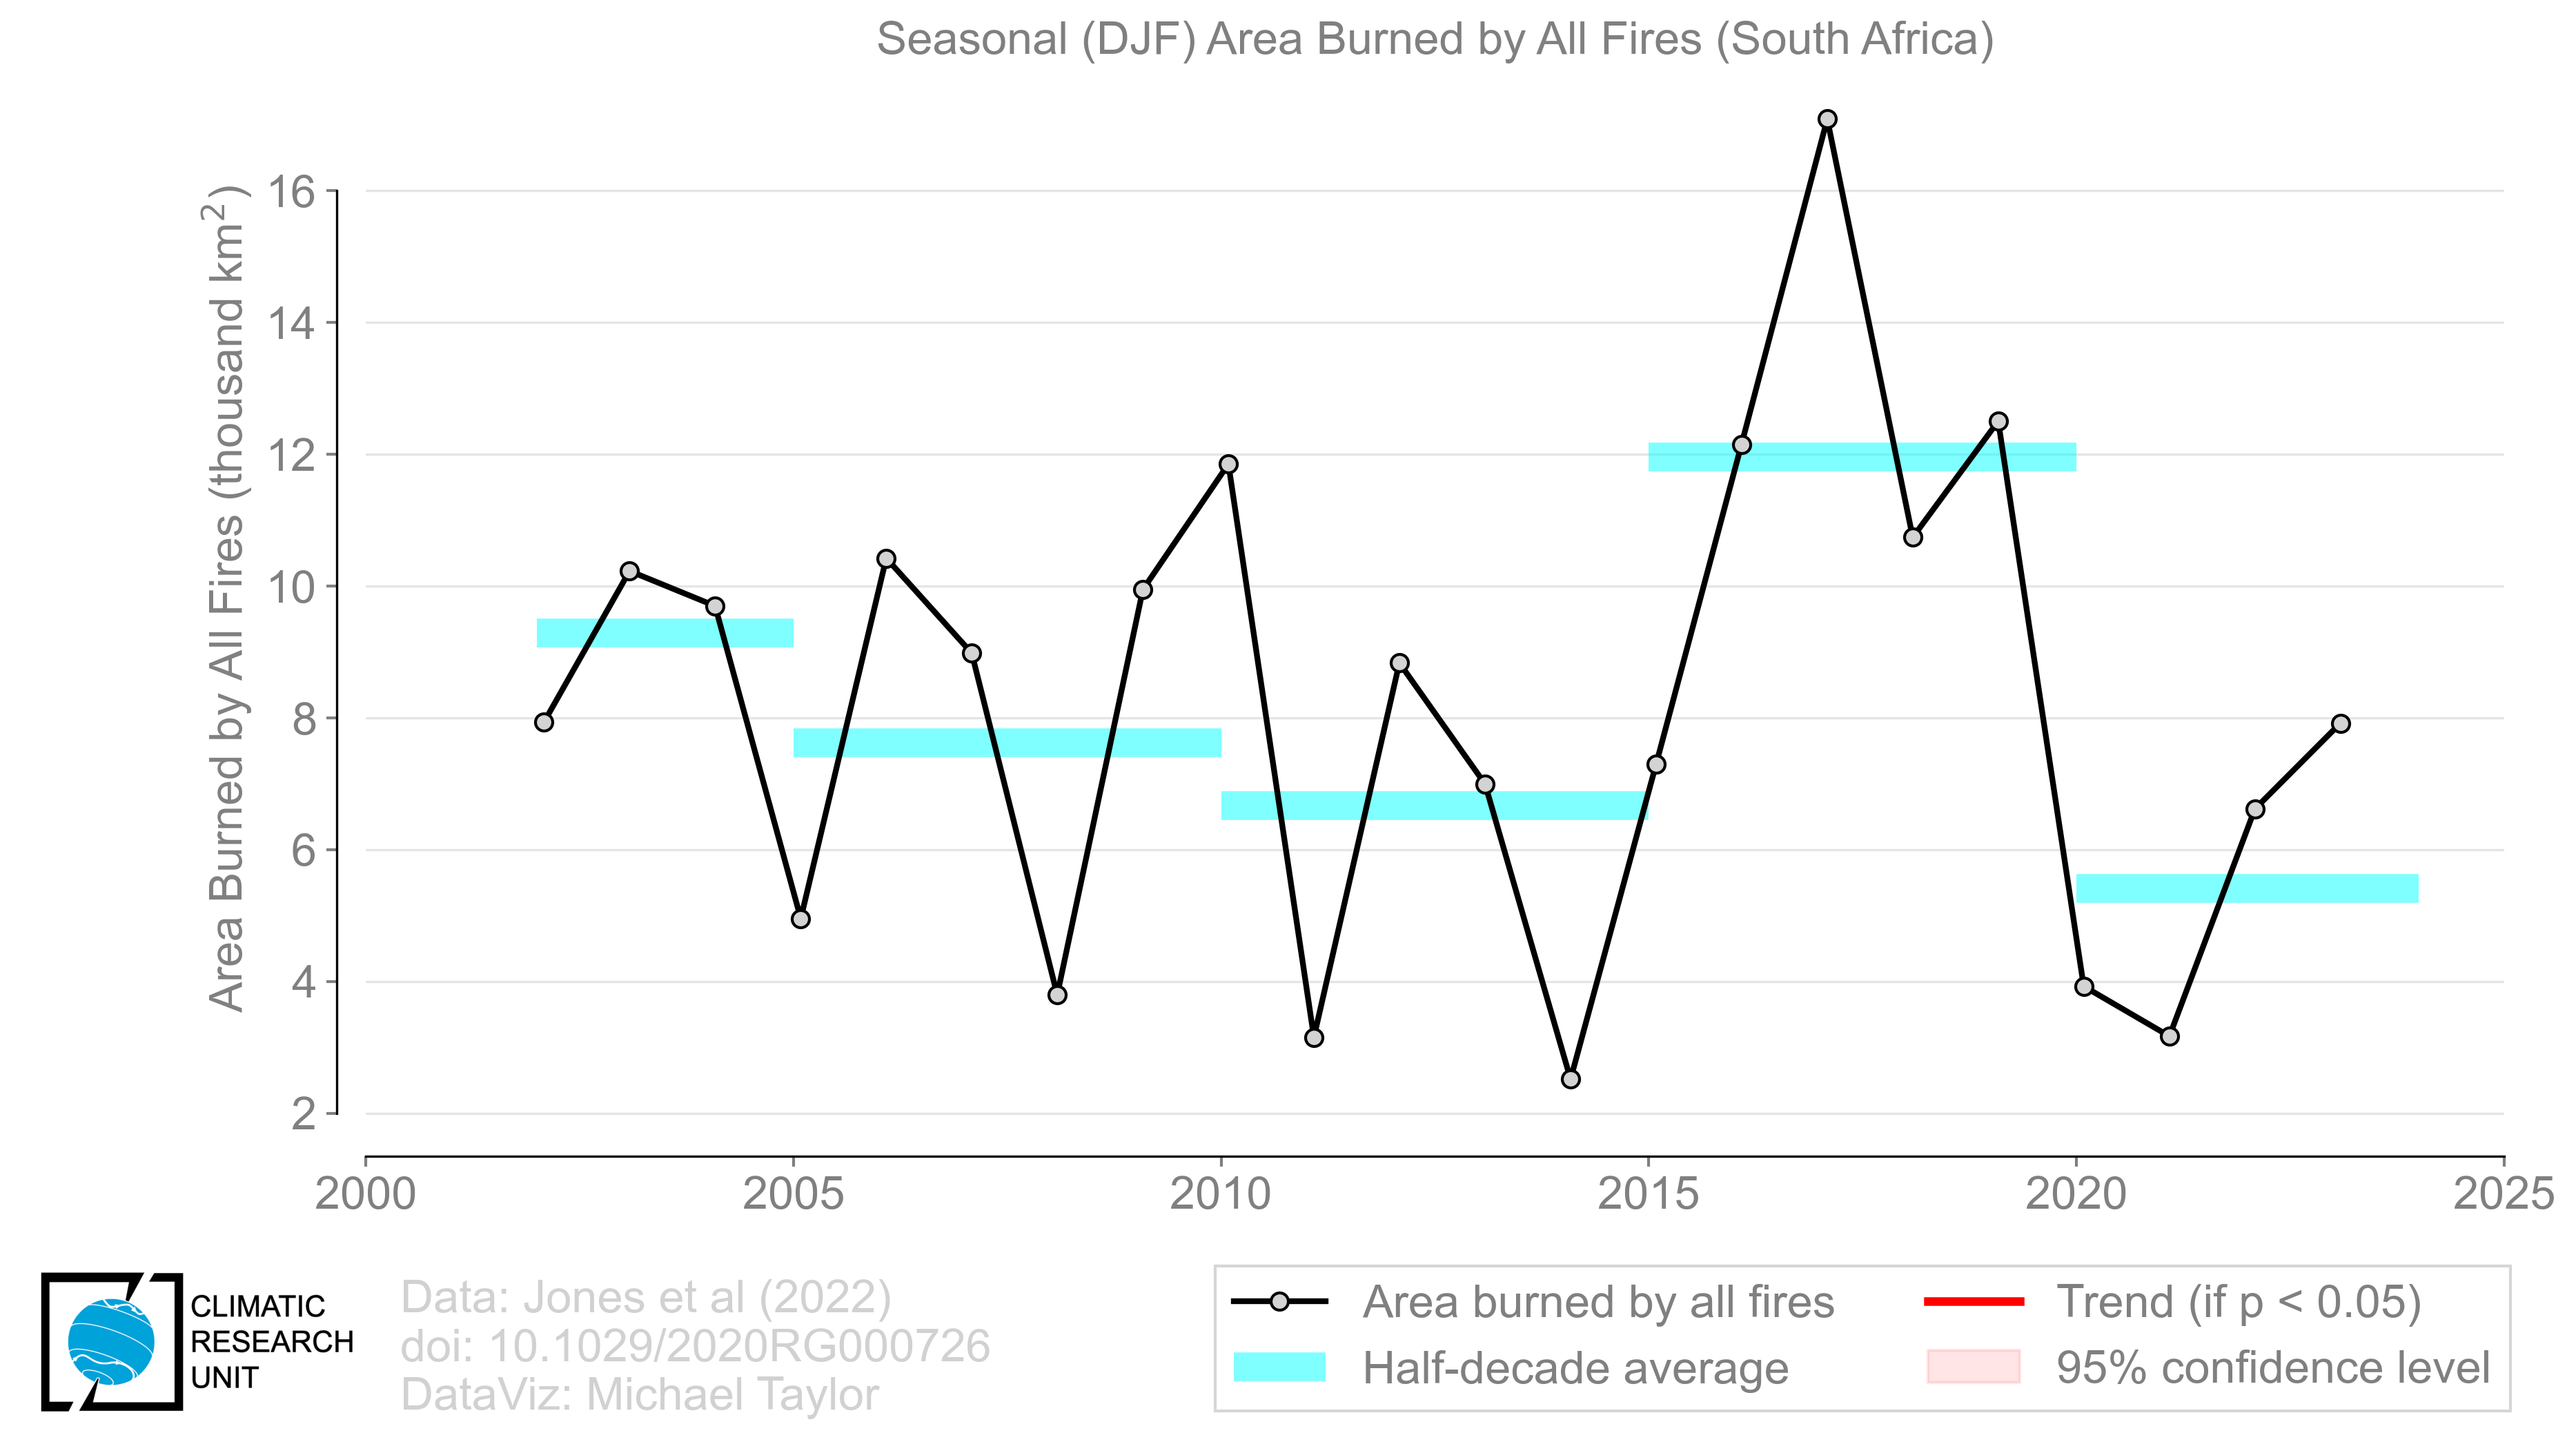 Seasonal (DJF) Area Burned by All Fires (South Africa)
Area Burned by All Fires (thousand km²)
16
14
12
10
8
6
4
2
2000 2005 2010 2015 2020 2025
CLIMATIC
RESEARCH
UNIT
Data: Jones et al (2022)
doi: 10.1029/2020RG000726
DataViz: Michael Taylor
Area burned by all fires
Half-decade average
Trend (if p < 0.05)
95% confidence level